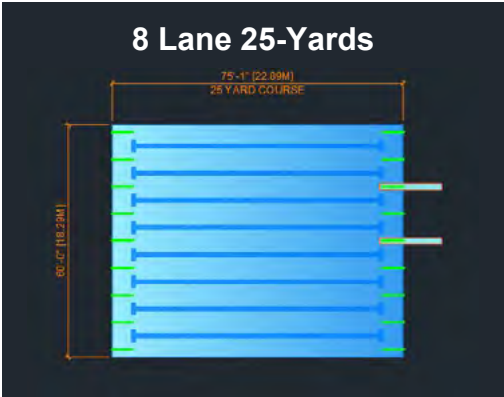 8 Lane 25-Yards
75'-1" [22.89M]
25 YARD COURSE
60'-0" [18.29M]